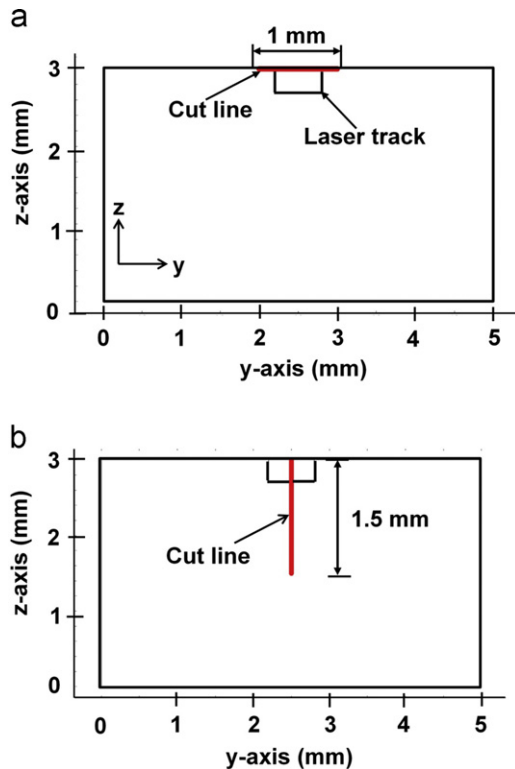 a
1 mm
3
Cut line
Laser track
2
z-axis (mm)
z
1
y
0
0 1 2 3 4 5
y-axis (mm)
b
3
1.5 mm
2
Cut line
z-axis (mm)
1
0
0 1 2 3 4 5
y-axis (mm)